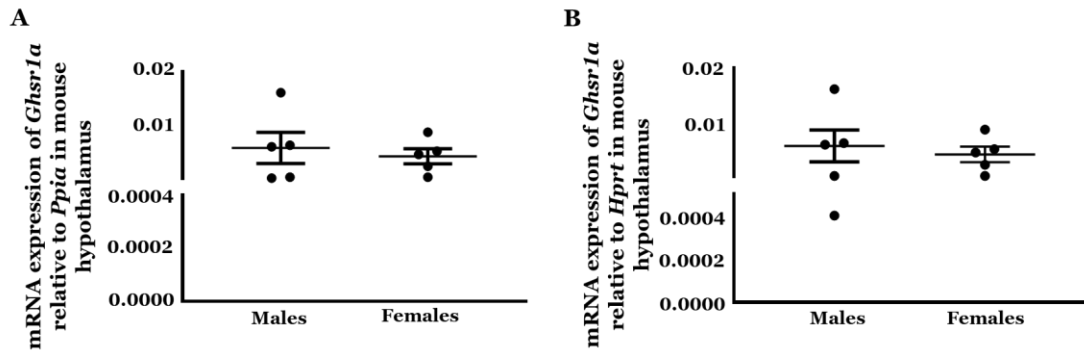 A
mRNA expression of Ghsr1a
relative to Ppia in mouse
hypothalamus
0.02
0.01
0.0004
0.0002
0.0000
Males Females
B
mRNA expression of Ghsr1a
relative to Hprt in mouse
hypothalamus
0.02
0.01
0.0004
0.0002
0.0000
Males Females